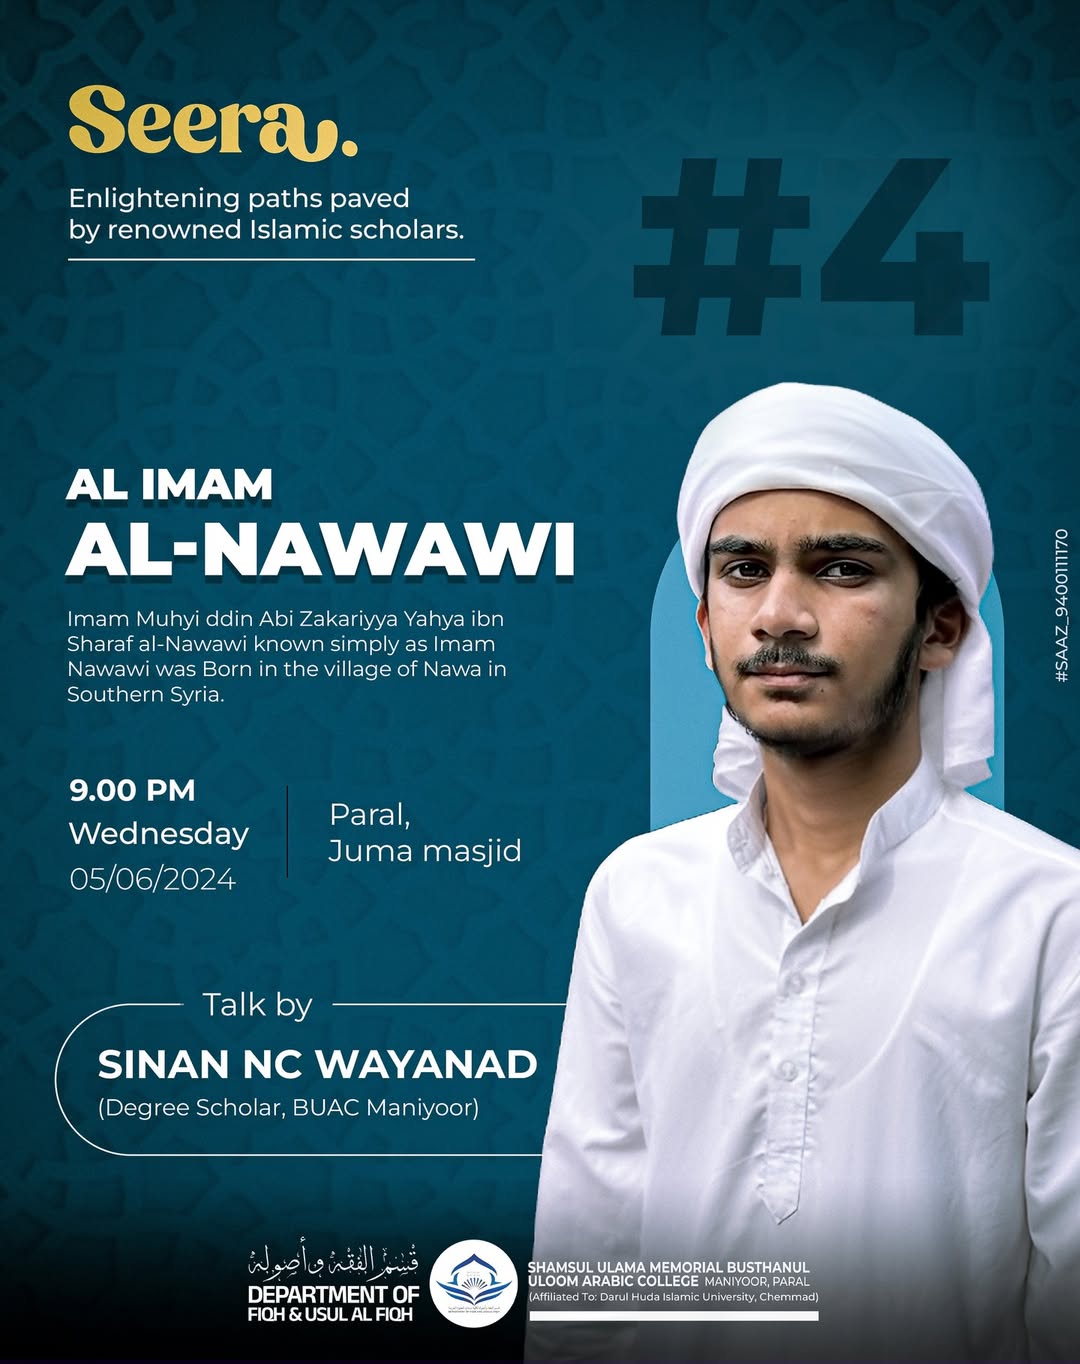 Seera.
Enlightening paths paved
by renowned Islamic scholars.
#4
AL IMAM
AL-NAWAWI
Imam Muhyi ddin Abi Zakariyya Yahya ibn
Sharaf al-Nawawi known simply as Imam
Nawawi was Born in the village of Nawa in
Southern Syria.
9.00 PM
Wednesday
05/06/2024
Paral,
Juma masjid
#SAAZ_9400111170
Talk by
SINAN NC WAYANAD
(Degree Scholar, BUAC Maniyoor)
قسم الفقه وأصوله
DEPARTMENT OF
FIQH & USUL AL FIQH
SHAMSUL ULAMA MEMORIAL BUSTHANUL
ULOOM ARABIC COLLEGE MANIYOOR, PARAL
(Affiliated To: Darul Huda Islamic University, Chemmad)